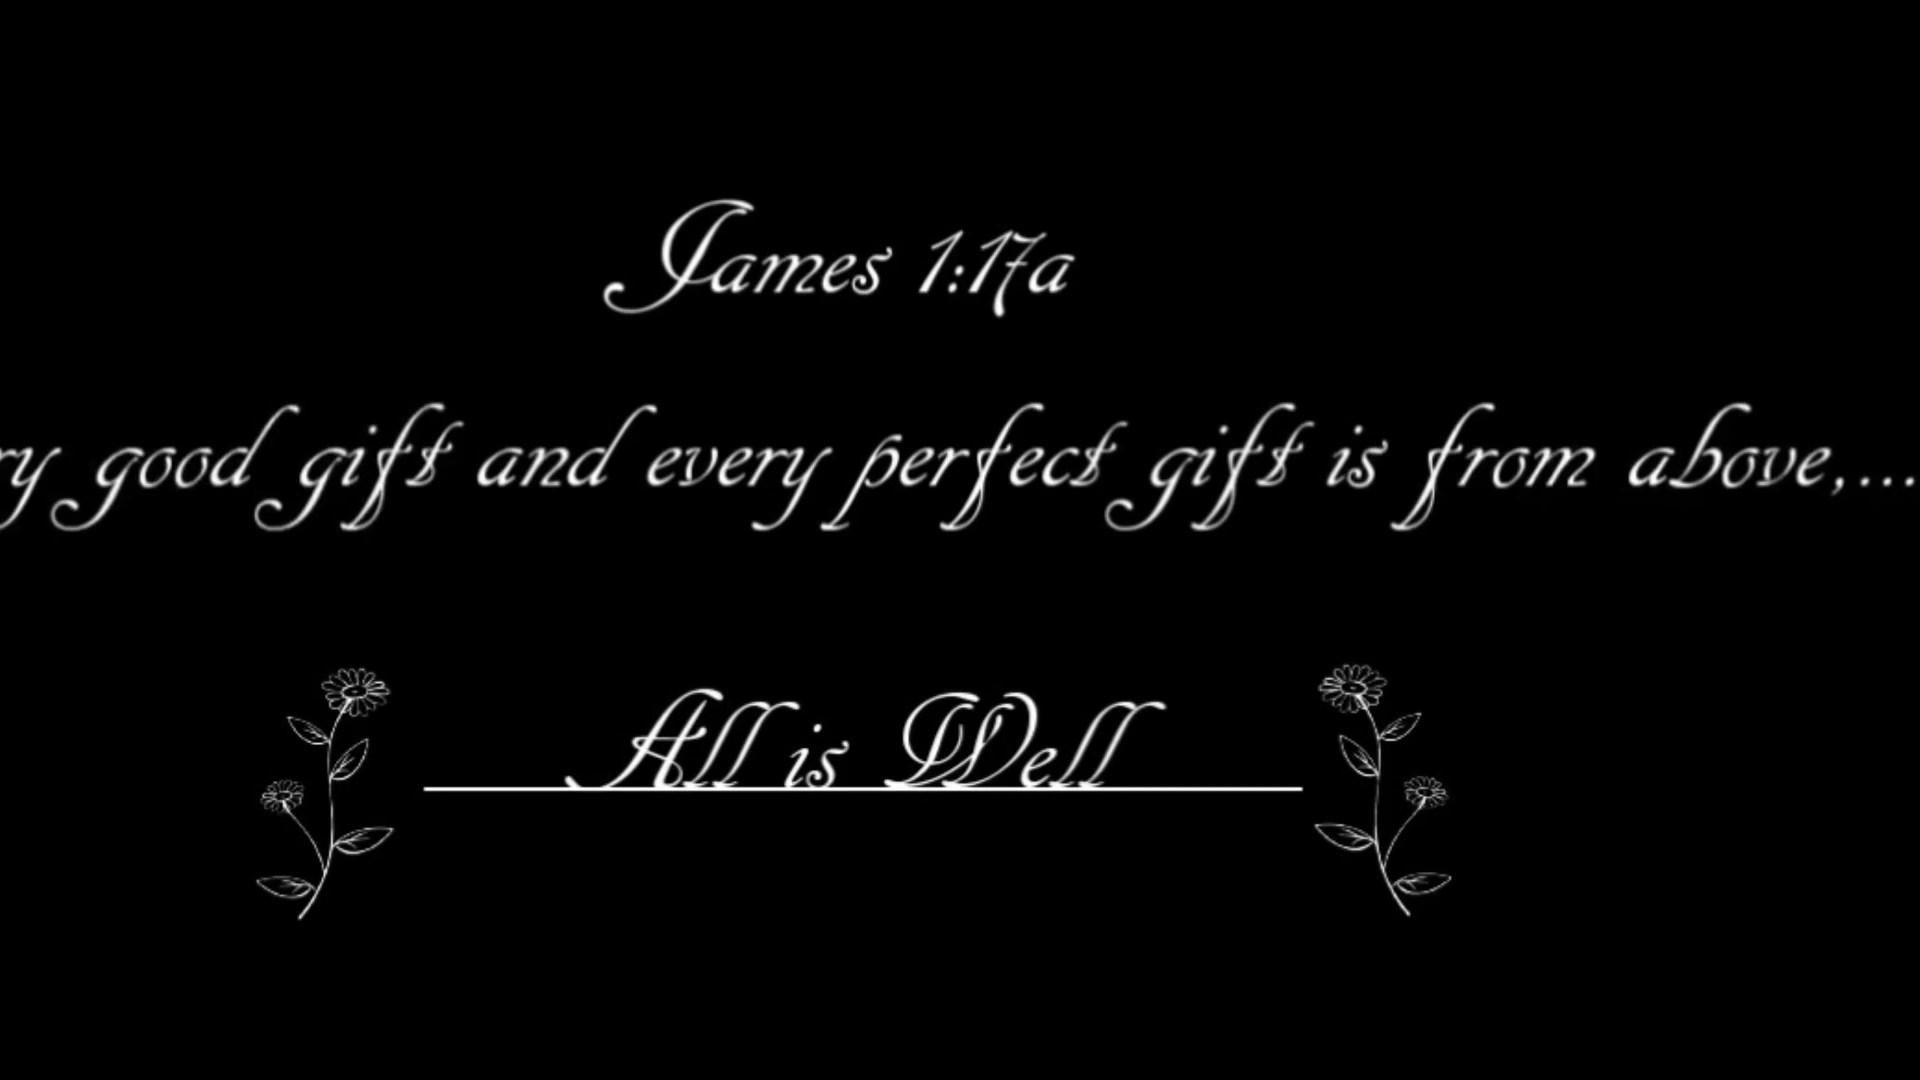 James 1:17a
ry good gift and every perfect gift is from above,...
All is Well